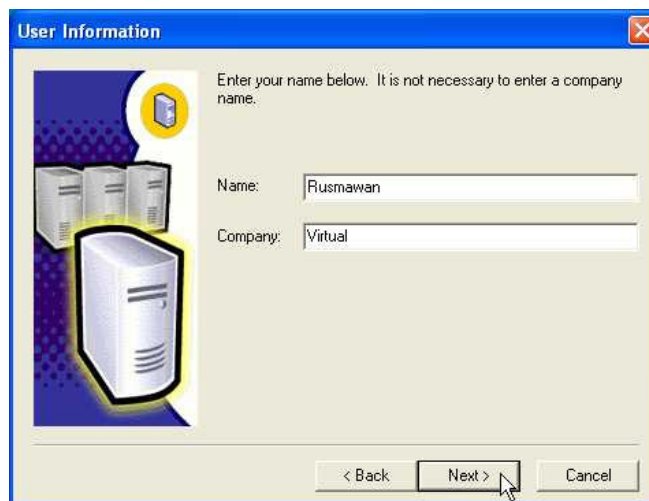 User Information
Enter your name below. It is not necessary to enter a company
name.
Name: Rusmawan
Company: Virtual
< Back Next > Cancel